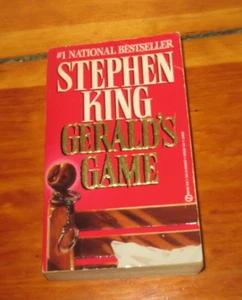 #1 NATIONAL BESTSELLER
STEPHEN
KING
GERALD'S
GAME